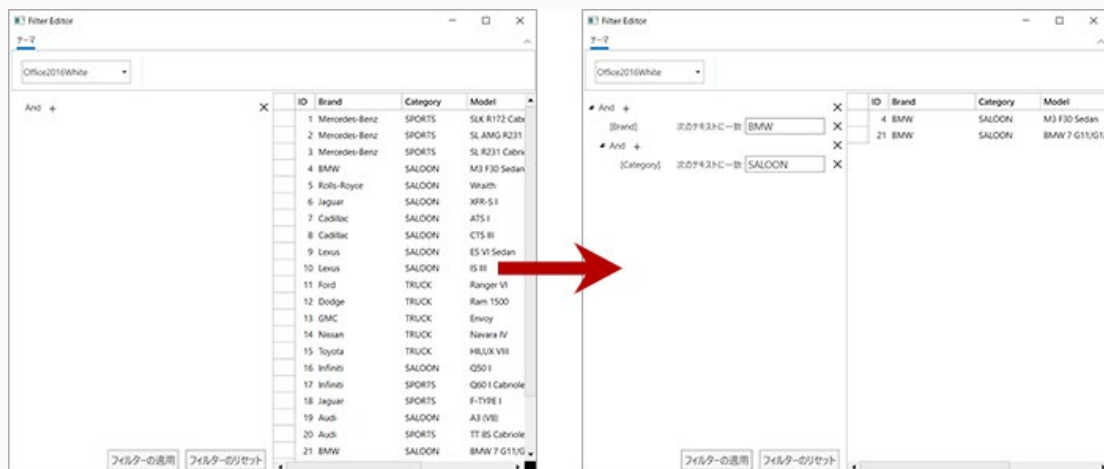 Filter Editor
テーマ
Office2016White
And +
ID Brand Category Model
1 Mercedes-Benz SPORTS SLK R172 Cabr
2 Mercedes-Benz SPORTS SL AMG R231
3 Mercedes-Benz SPORTS SL R231 Cabri
4 BMW SALOON M3 F30 Sedan
5 Rolls-Royce SALOON Wraith
6 Jaguar SALOON XFR-S I
7 Cadillac SALOON ATS I
8 Cadillac SALOON CTS III
9 Lexus SALOON ES VI Sedan
10 Lexus SALOON IS III
11 Ford TRUCK Ranger VI
12 Dodge TRUCK Ram 1500
13 GMC TRUCK Envoy
14 Nissan TRUCK Navara IV
15 Toyota TRUCK HILUX VIII
16 Infiniti SALOON Q50 I
17 Infiniti SPORTS Q60 I Cabriole
18 Jaguar SPORTS F-TYPE I
19 Audi SALOON A3 (V8)
20 Audi SPORTS TT 8S Cabriole
21 BMW SALOON BMW 7 G11/G
フィルターの適用 フィルターのリセット
Filter Editor
テーマ
Office2016White
And +
[Brand] 次のテキストに一致 BMW
And +
[Category] 次のテキストに一致 SALOON
ID Brand Category Model
4 BMW SALOON M3 F30 Sedan
21 BMW SALOON BMW 7 G11/G1
フィルターの適用 フィルターのリセット